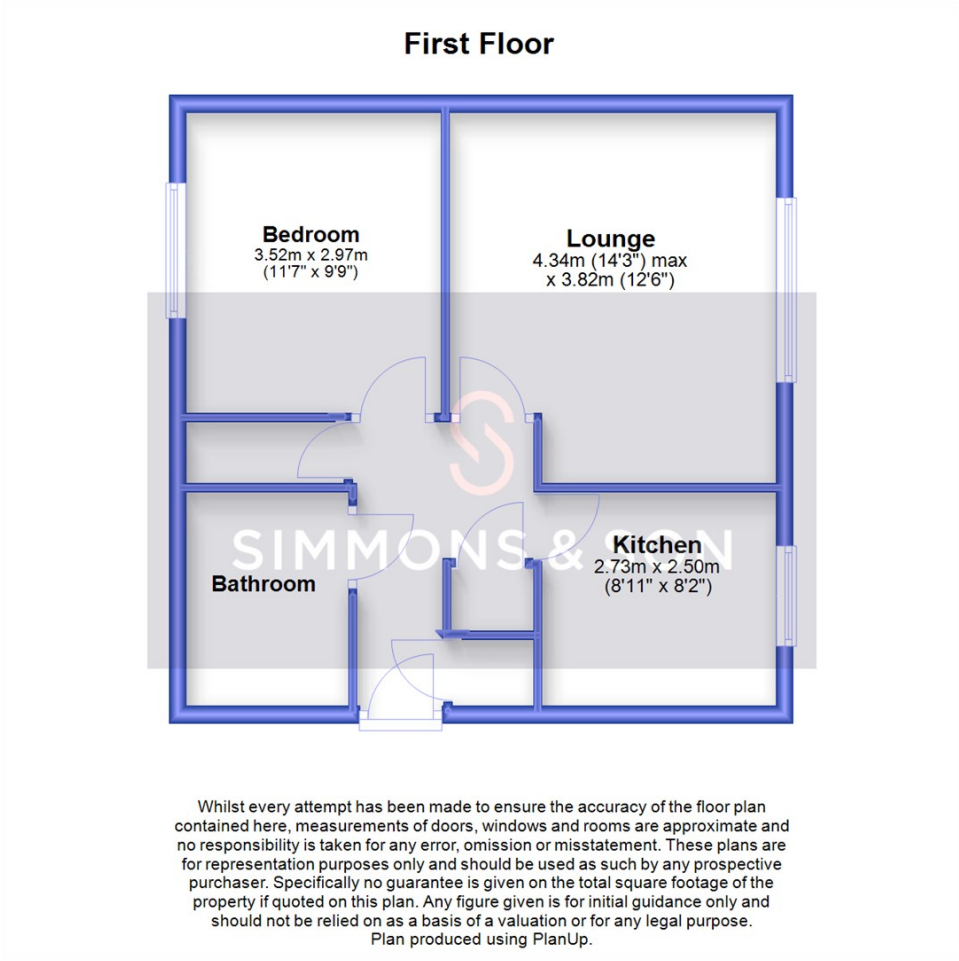 First Floor
Bedroom
3.52m x 2.97m
(11'7" x 9'9")
Lounge
4.34m (14'3") max
x 3.82m (12'6")
SIMMONS & SON
Kitchen
2.73m x 2.50m
(8'11" x 8'2")
Bathroom
Whilst every attempt has been made to ensure the accuracy of the floor plan
contained here, measurements of doors, windows and rooms are approximate and
no responsibility is taken for any error, omission or misstatement. These plans are
for representation purposes only and should be used as such by any prospective
purchaser. Specifically no guarantee is given on the total square footage of the
property if quoted on this plan. Any figure given is for initial guidance only and
should not be relied on as a basis of a valuation or for any legal purpose.
Plan produced using PlanUp.